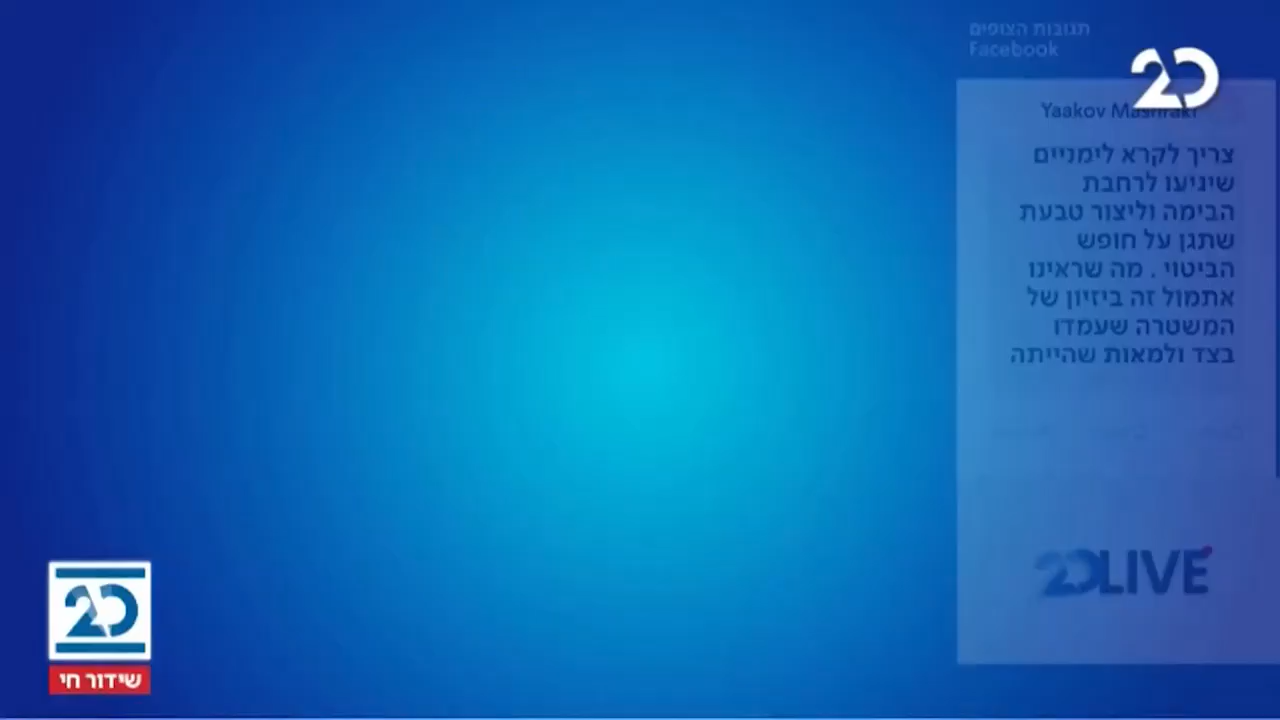 תגובות הצופים
Facebook
20
Yaakov Mashraki
צריך לקרא לימניים
שיגיעו לרחבת
הבימה וליצור טבעת
שתגן על חופש
הביטוי . מה שראינו
אתמול זה ביזיון של
המשטרה שעמדו
בצד ולמאות שהייתה
20LIVE
20
שידור חי